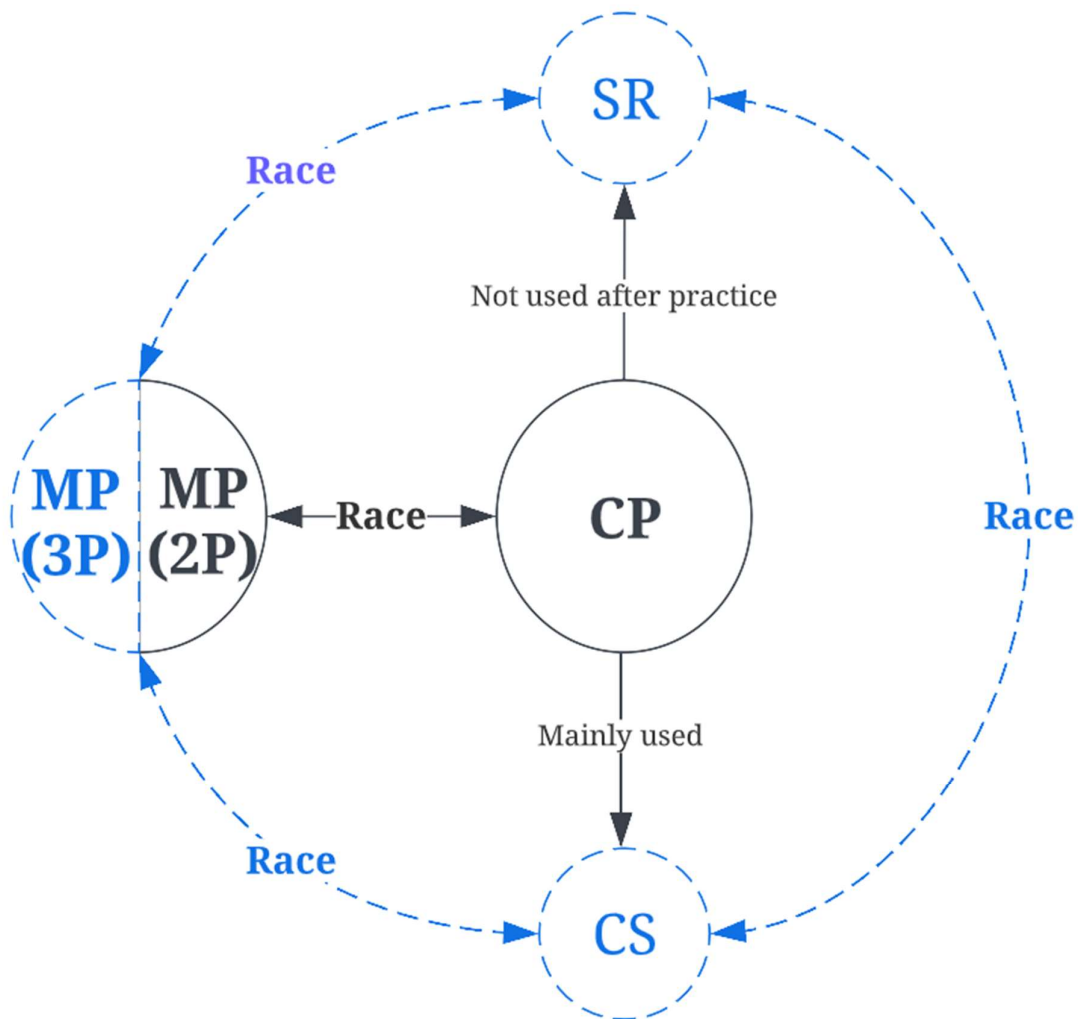 SR
Race
Not used after practice
MP
(3P)
MP
(2P)
Race
CP
Race
Mainly used
Race
CS